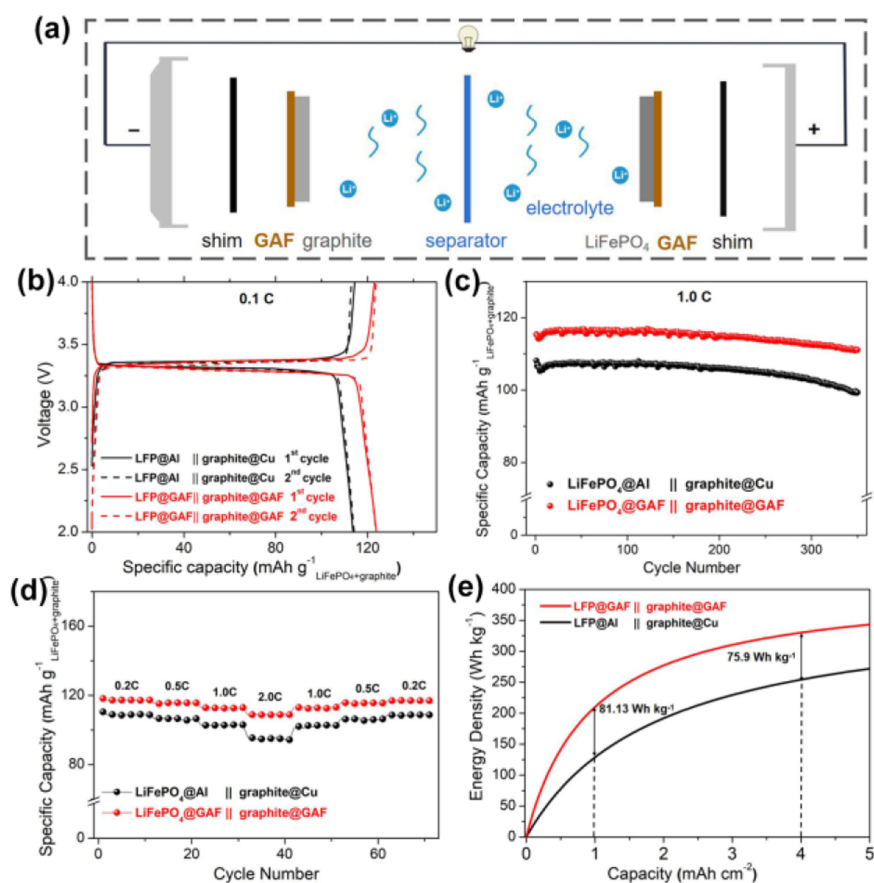 (a)
−
+
Li⁺ Li⁺ Li⁺ Li⁺ Li⁺ Li⁺ Li⁺ Li⁺
electrolyte
shim GAF graphite separator LiFePO₄ GAF shim
(b)
0.1 C
4.0
3.5
3.0
2.5
2.0
Voltage (V)
LFP@Al || graphite@Cu 1st cycle
LFP@Al || graphite@Cu 2nd cycle
LFP@GAF|| graphite@GAF 1st cycle
LFP@GAF|| graphite@GAF 2nd cycle
0 40 80 120
Specific capacity (mAh g⁻¹ LiFePO₄+graphite)
(c)
1.0 C
120
100
80
0
Specific Capacity (mAh g⁻¹ LiFePO₄+graphite)
LiFePO₄@Al || graphite@Cu
LiFePO₄@GAF || graphite@GAF
0 100 200 300
Cycle Number
(d)
160
120
80
0
Specific Capacity (mAh g⁻¹ LiFePO₄+graphite)
0.2C 0.5C 1.0C 2.0C 1.0C 0.5C 0.2C
LiFePO₄@Al || graphite@Cu
LiFePO₄@GAF || graphite@GAF
0 20 40 60
Cycle Number
(e)
400
350
300
250
200
150
100
50
0
Energy Density (Wh kg⁻¹)
LFP@GAF || graphite@GAF
LFP@Al || graphite@Cu
75.9 Wh kg⁻¹
81.13 Wh kg⁻¹
0 1 2 3 4 5
Capacity (mAh cm⁻²)